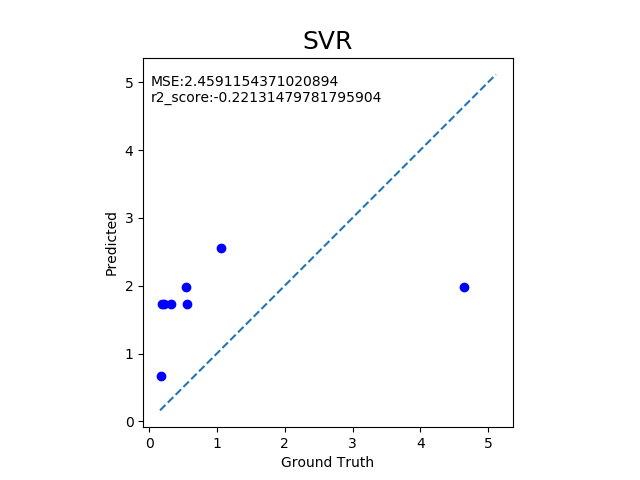 SVR
MSE:2.4591154371020894
r2_score:-0.22131479781795904
5
4
3
2
1
0
Predicted
0 1 2 3 4 5
Ground Truth